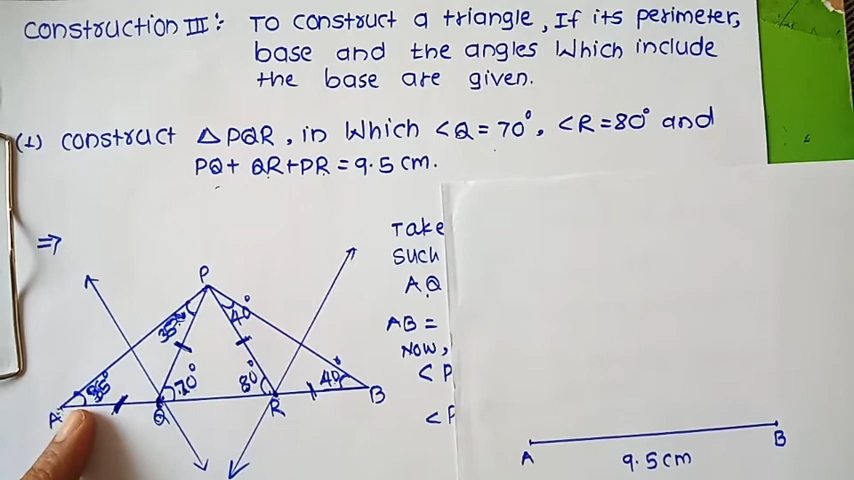 Construction III: To construct a triangle, If its perimeter,
base and the angles which include
the base are given.
(1) construct △PQR, in which <Q = 70°, <R = 80° and
PQ + QR + PR = 9.5 cm.
⇒
Take
such
AQ
AB =
Now,
< P
< P
P
35° 40°
35° 70° 80° 40°
A Q R B
A B
9.5 cm